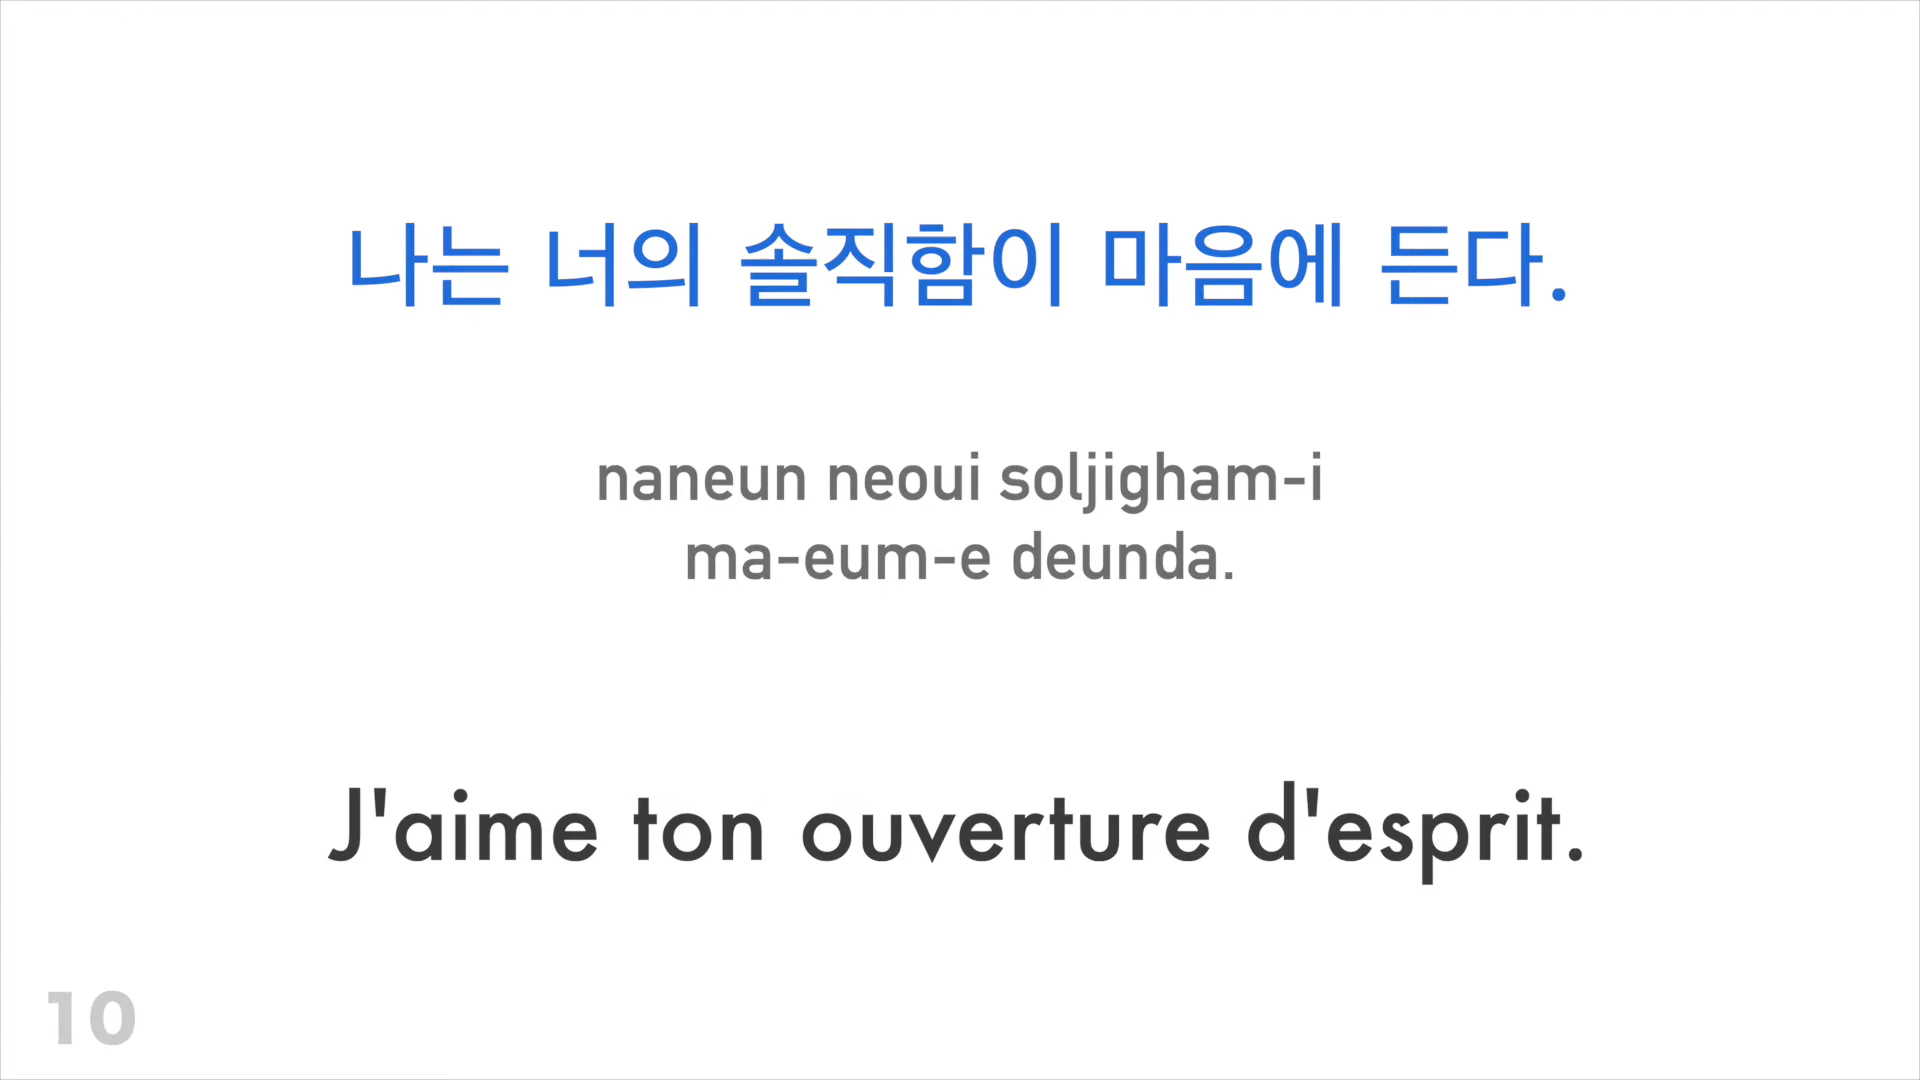 나는 너의 솔직함이 마음에 든다.
naneun neoui soljigham-i
ma-eum-e deunda.
J'aime ton ouverture d'esprit.
10